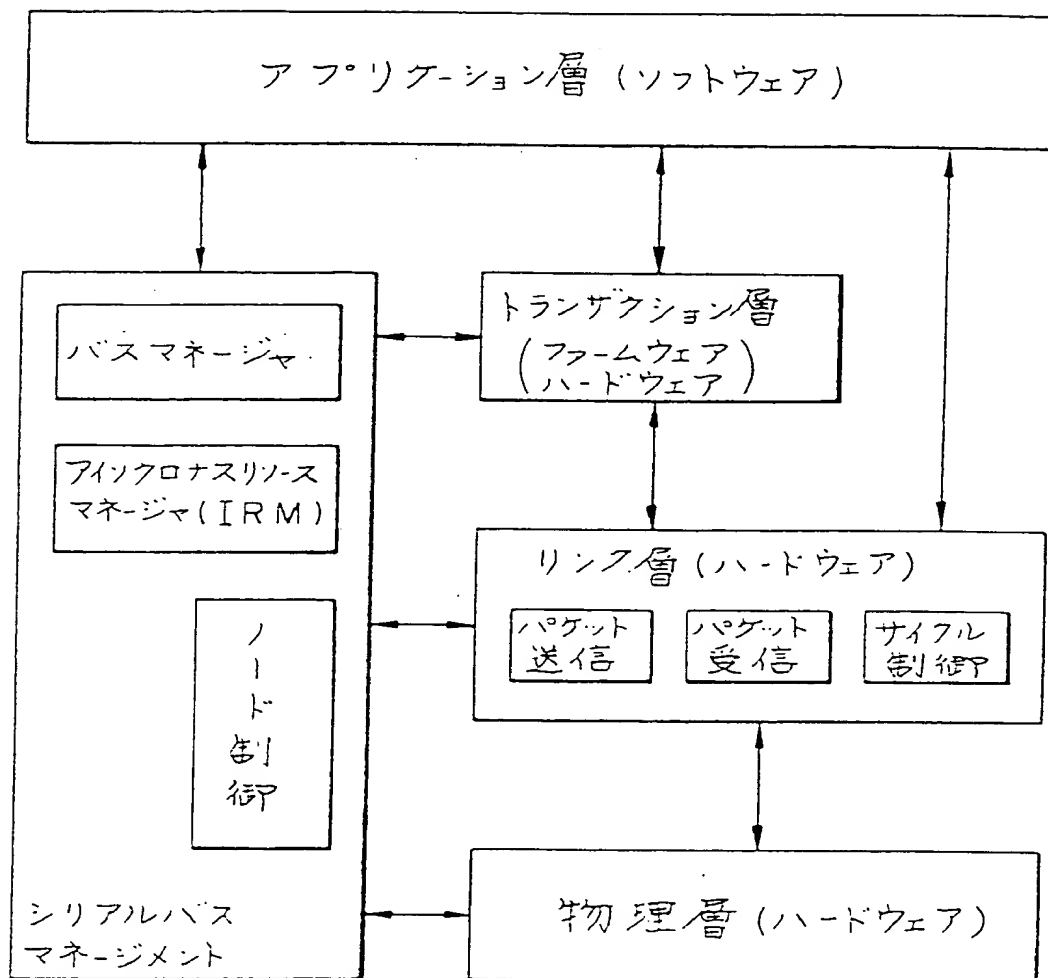 アプリケーション層(ソフトウェア)
バスマネージャ
アイソクロナスリソース
マネージャ(IRM)
ノード制御
シリアルバス
マネージメント
トランザクション層
(ファームウェア
ハードウェア)
リンク層(ハードウェア)
パケット
送信
パケット
受信
サイクル
制御
物理層(ハードウェア)